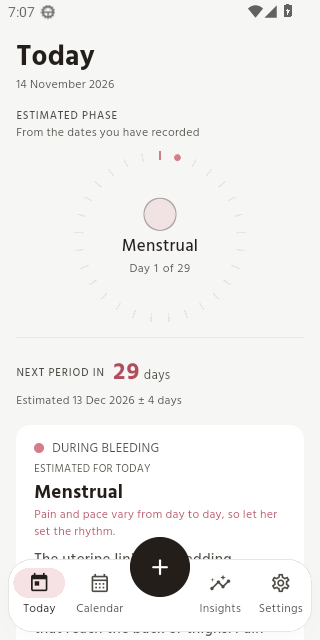 7:07
Today
14 November 2026
ESTIMATED PHASE
From the dates you have recorded
Menstrual
Day 1 of 29
NEXT PERIOD IN 29 days
Estimated 13 Dec 2026 ± 4 days
DURING BLEEDING
ESTIMATED FOR TODAY
Menstrual
Pain and pace vary from day to day, so let her
set the rhythm.
The uterine
Today
Calendar
Insights
Settings